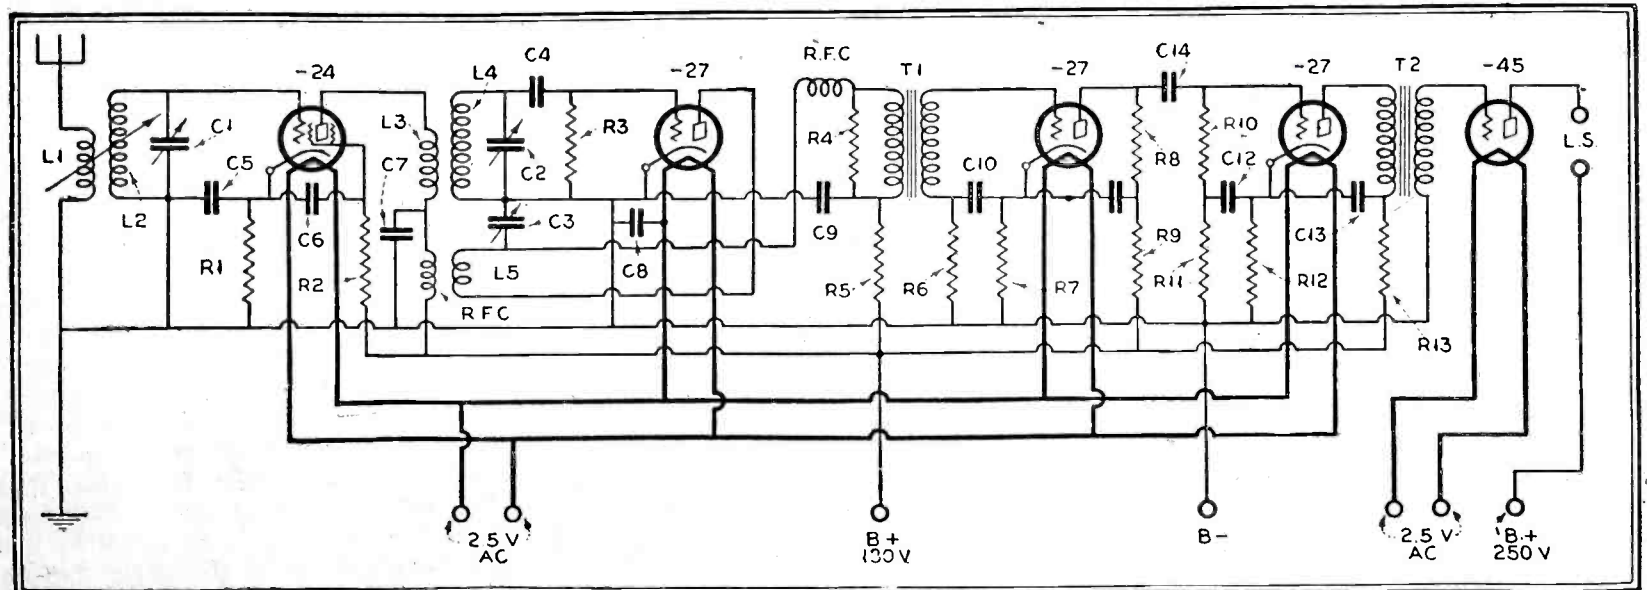 -24
C4
L4
-27
R.F.C
T1
-27
C14
-27
T2
-45
L1
C1
C5
L3
C7
C2
R3
R4
R8
R10
C12
L.S.
L2
C6
C3
C10
R1
R2
L5
C8
C9
R5
R6
R7
R9
R11
R12
C13
R13
R F C
2.5 V
AC
B+
B-
2.5 V
AC
B.+
250 V